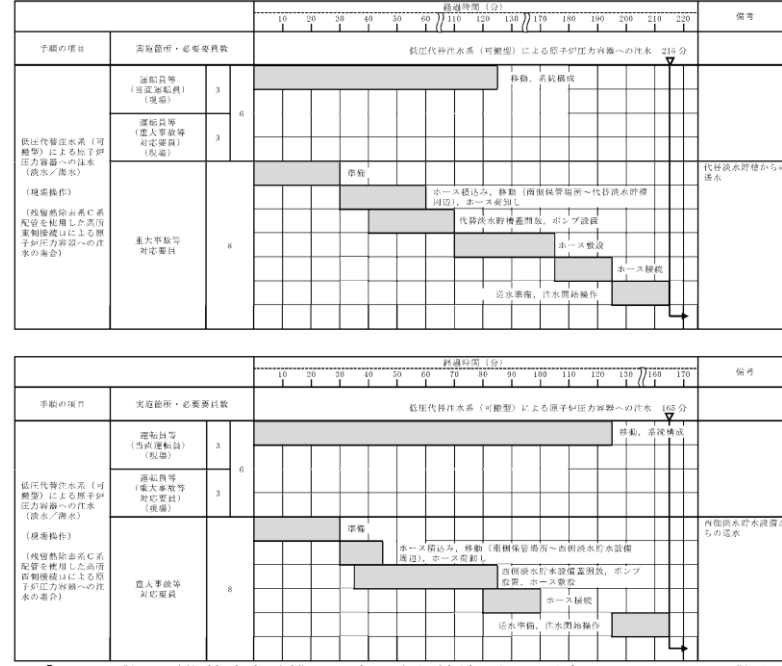 経過時間（分）
備考
10 20 30 40 50 60 110 120 130 170 180 190 200 210 220
手順の項目
実施箇所・必要要員数
低圧代替注水系（可搬型）による原子炉圧力容器への注水 215分
低圧代替注水系（可
搬型）による原子炉
圧力容器への注水
（淡水／海水）
（現場操作）
（残留熱除去系Ｃ系
配管を使用した高所
東側接続口による原
子炉圧力容器への注
水の場合）
運転員等
（当直運転員）
（現場）
3
6
移動，系統構成
運転員等
（重大事故等
対応要員）
（現場）
3
重大事故等
対応要員
8
準備
ホース積込み，移動（南側保管場所～代替淡水貯槽
周辺），ホース荷卸し
代替淡水貯槽蓋開放，ポンプ設置
ホース敷設
ホース接続
送水準備，注水開始操作
代替淡水貯槽からの
送水
経過時間（分）
備考
10 20 30 40 50 60 70 80 90 100 110 120 130 160 170
手順の項目
実施箇所・必要要員数
低圧代替注水系（可搬型）による原子炉圧力容器への注水 165分
低圧代替注水系（可
搬型）による原子炉
圧力容器への注水
（淡水／海水）
（現場操作）
（残留熱除去系Ｃ系
配管を使用した高所
西側接続口による原
子炉圧力容器への注
水の場合）
運転員等
（当直運転員）
（現場）
3
6
移動，系統構成
運転員等
（重大事故等
対応要員）
（現場）
3
重大事故等
対応要員
8
準備
ホース積込み，移動（南側保管場所～西側淡水貯水設備
周辺），ホース荷卸し
西側淡水貯水設備蓋開放，ポンプ
設置，ホース敷設
ホース接続
送水準備，注水開始操作
西側淡水貯水設備か
らの送水